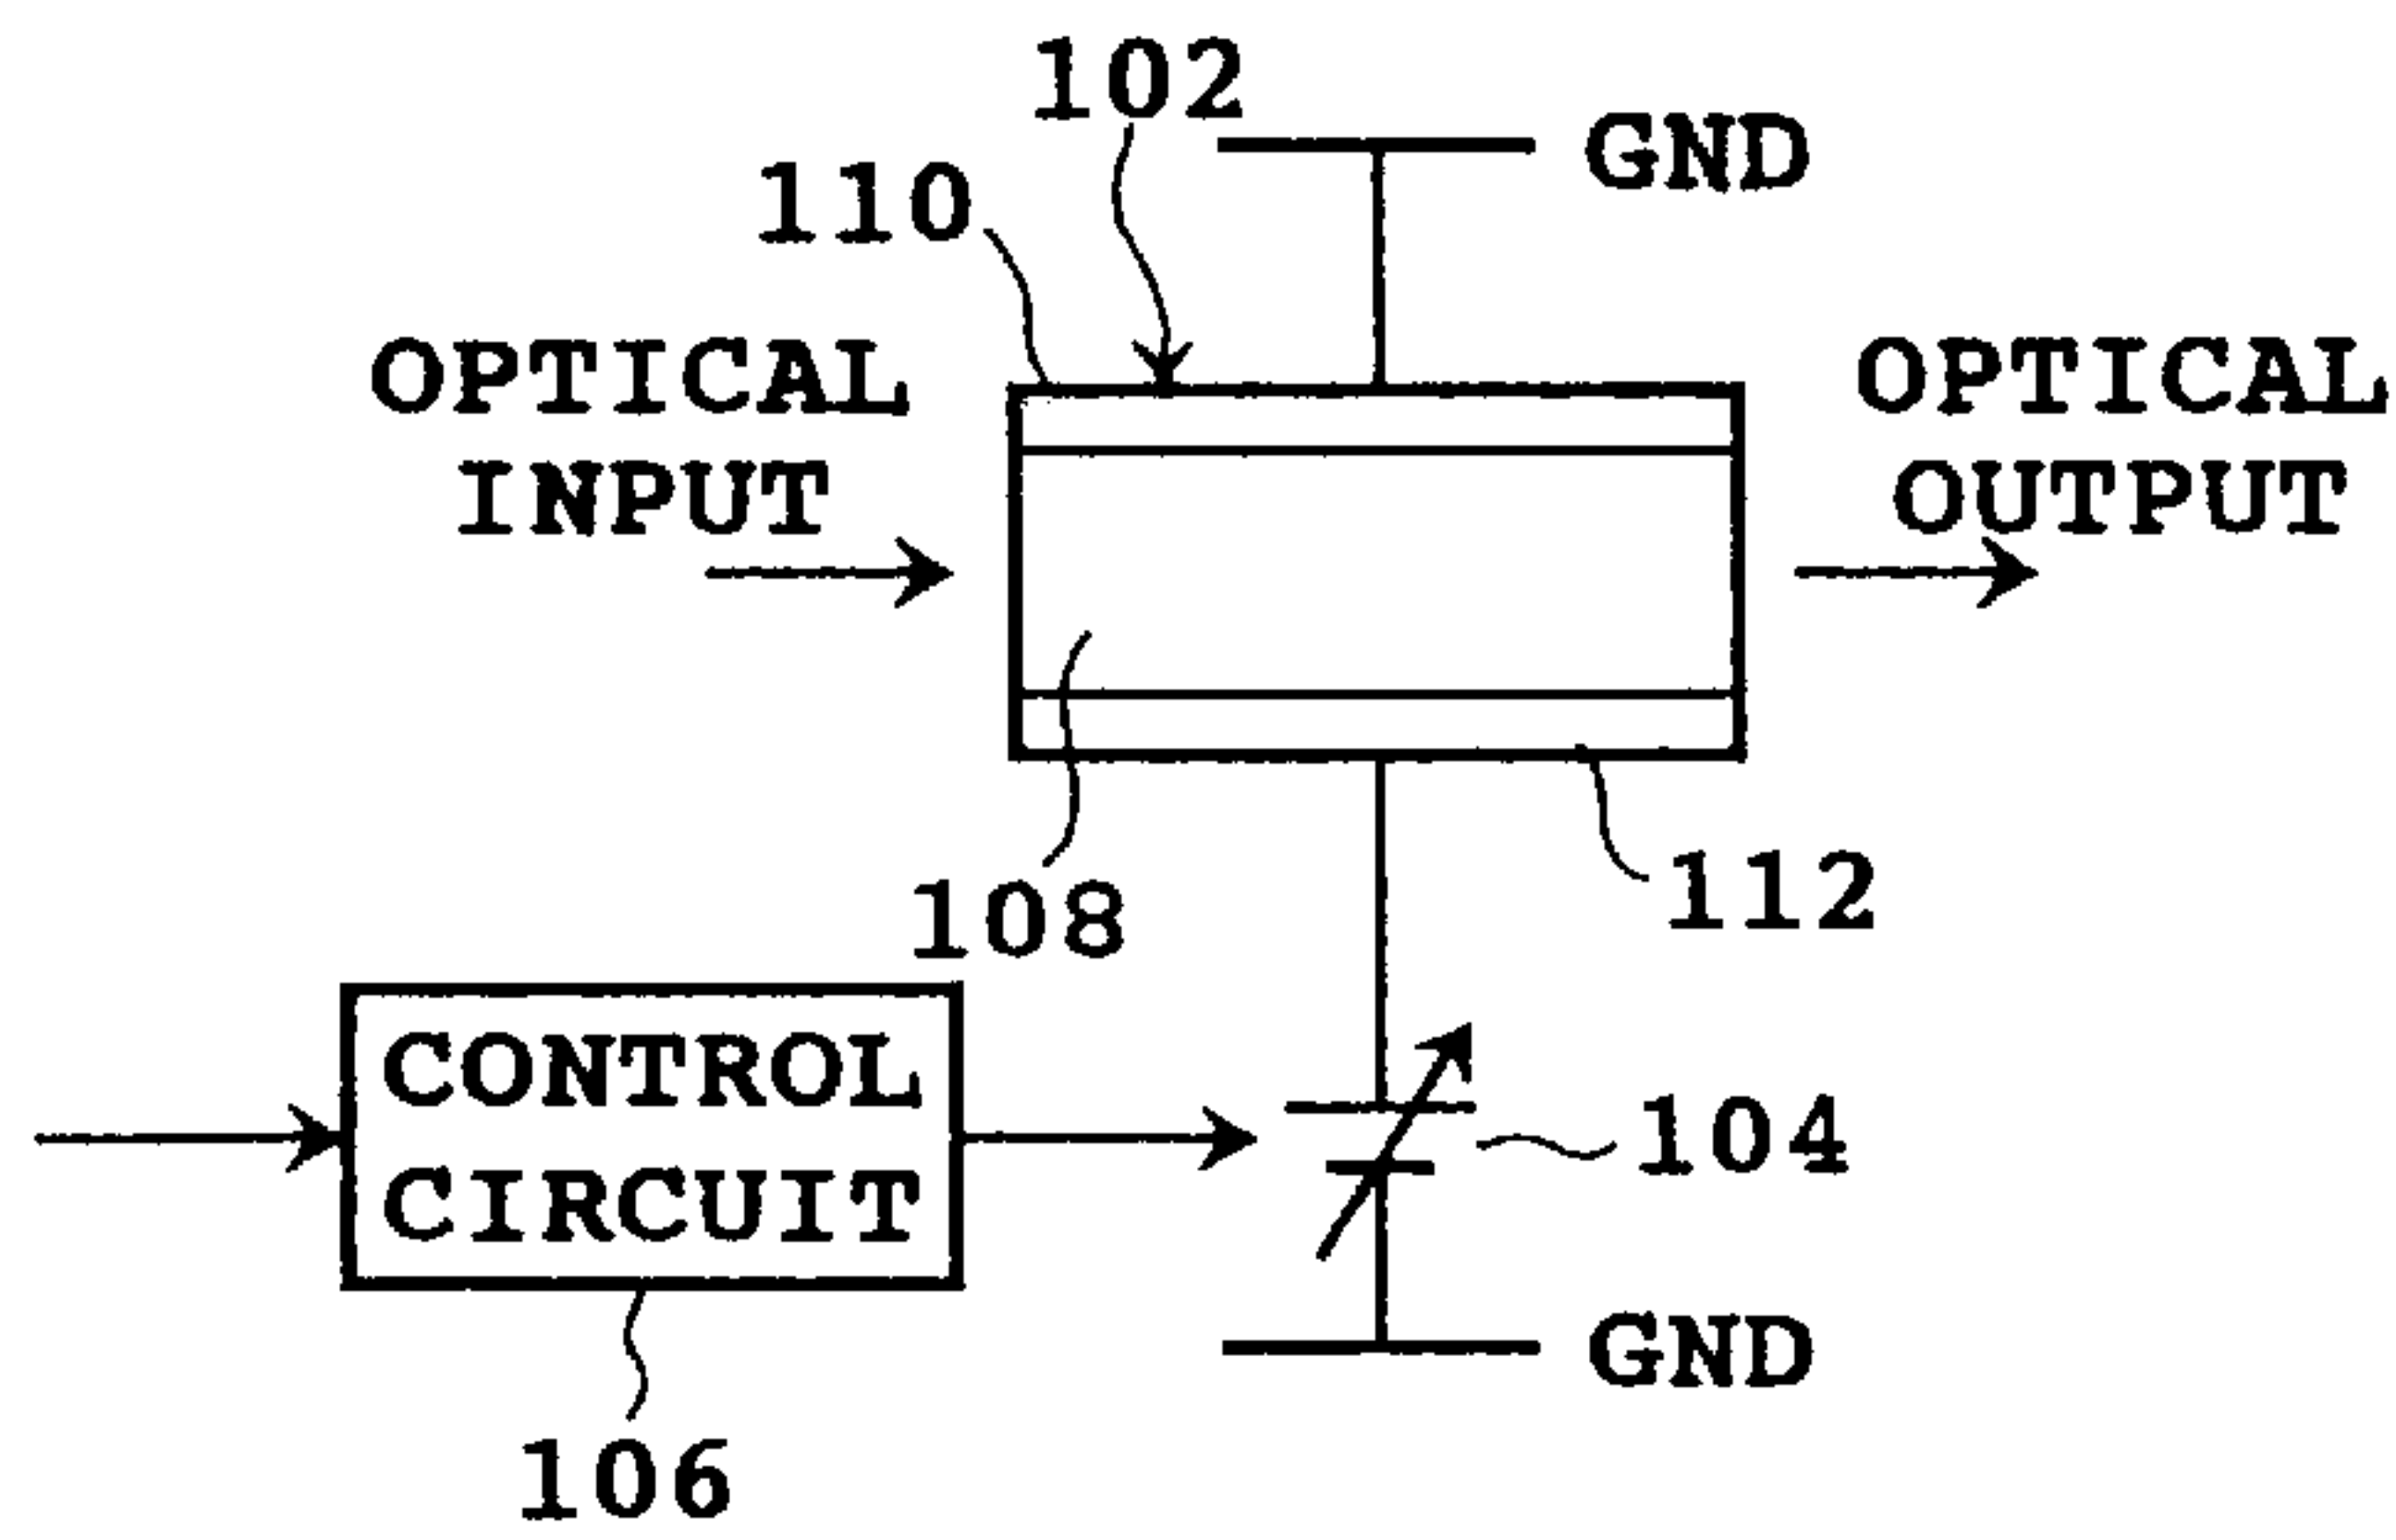 102
GND
110
OPTICAL
INPUT
OPTICAL
OUTPUT
108
112
CONTROL
CIRCUIT
104
GND
106